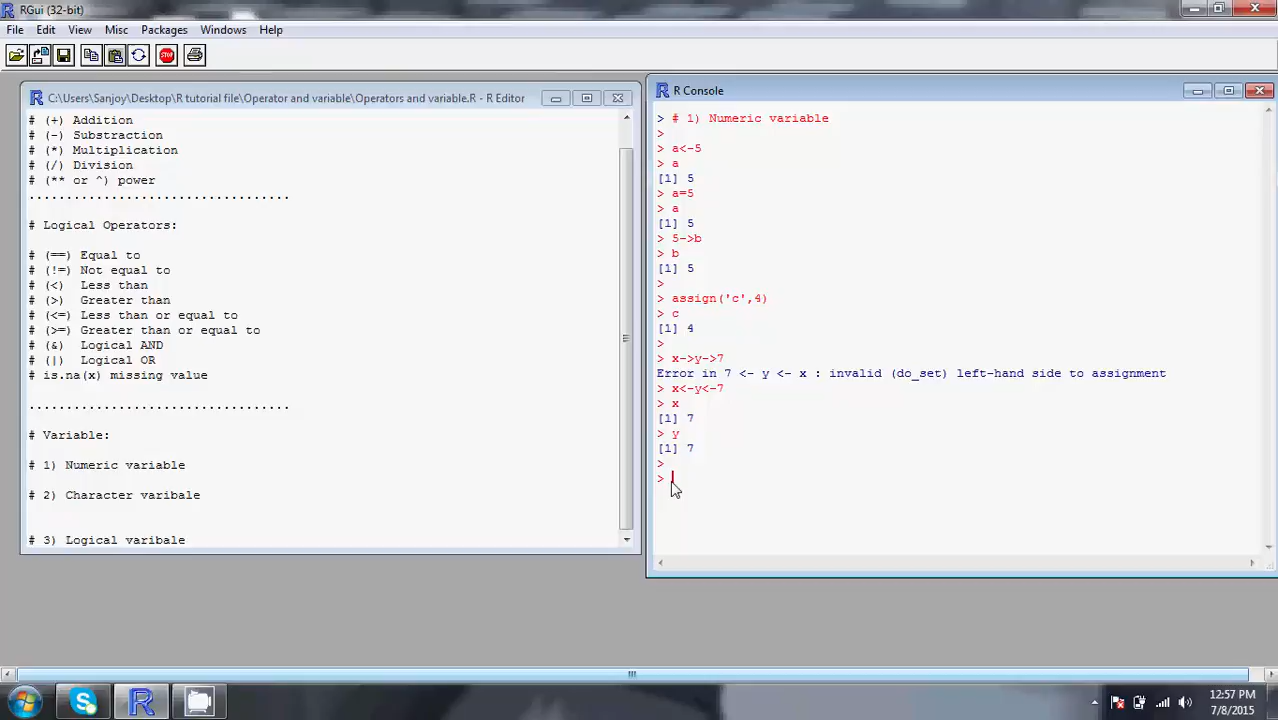 RGui (32-bit)
File Edit View Misc Packages Windows Help
STOP
C:\Users\Sanjoy\Desktop\R tutorial file\Operator and variable\Operators and variable.R - R Editor
# (+) Addition
# (-) Substraction
# (*) Multiplication
# (/) Division
# (** or ^) power
...................................
# Logical Operators:
# (==) Equal to
# (!=) Not equal to
# (<) Less than
# (>) Greater than
# (<=) Less than or equal to
# (>=) Greater than or equal to
# (&) Logical AND
# (|) Logical OR
# is.na(x) missing value
...................................
# Variable:
# 1) Numeric variable
# 2) Character varibale
# 3) Logical varibale
R Console
> # 1) Numeric variable
>
> a<-5
> a
[1] 5
> a=5
> a
[1] 5
> 5->b
> b
[1] 5
>
> assign('c',4)
> c
[1] 4
>
> x->y->7
Error in 7 <- y <- x : invalid (do_set) left-hand side to assignment
> x<-y<-7
> x
[1] 7
> y
[1] 7
>
>
12:57 PM
7/8/2015